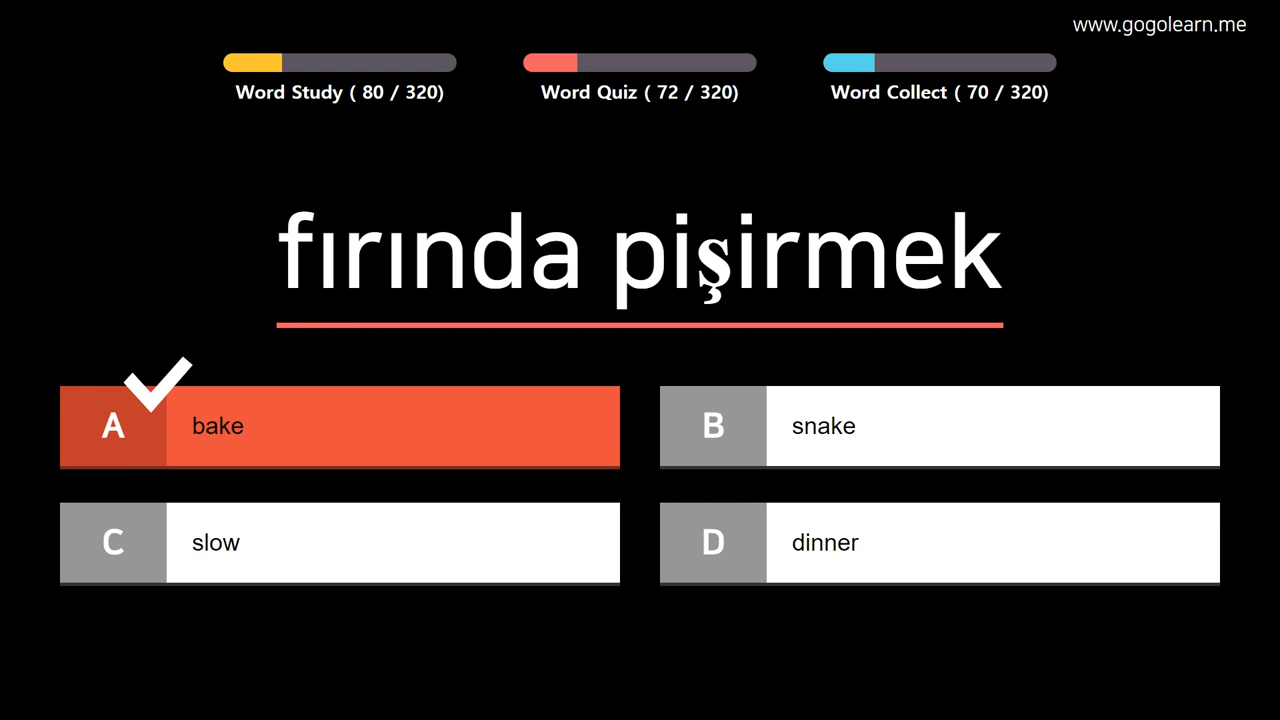 www.gogolearn.me
Word Study ( 80 / 320)
Word Quiz ( 72 / 320)
Word Collect ( 70 / 320)
fırında pişirmek
A bake
B snake
C slow
D dinner